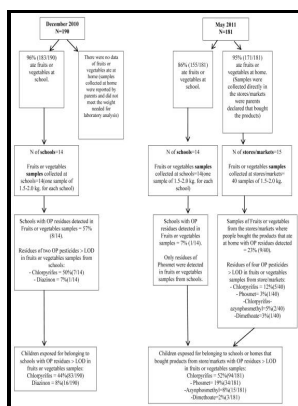 December 2010
N=190
96% (183/190)
ate fruits or
vegetables at
school.
There were no data
of fruits or
vegetables ate at
home (samples
collected at home
were reported by
parents and did
not meet the weight
needed for
laboratory analysis)
N of schools=14
Fruits or vegetables
samples collected at
schools=14(one sample
of 1.5-2.0 kg, for each
school)
Schools with OP
residues detected in
Fruits or vegetables
samples = 57%
(8/14).
Residues of two OP pesticides
> LOD in fruits or vegetables
samples from
schools:
- Chlorpyrifos = 50%(7/14)
- Diazinon = 7%(1/14)
Children exposed for belonging to
schools with OP residues > LOD in
fruits or vegetables samples:
Chlorpyrifos = 44%(83/190)
Diazinon = 8%(16/190)
May 2011
N=181
86% (155/181)
ate fruits or
vegetables at
school.
95% (171/181)
ate fruits or
vegetables at home.
(Samples were
collected directly in
the stores/markets
were parents
declared that bought
the products)
N of schools=14
Fruits or vegetables
samples collected at
schools=14(one
sample of 1.5-2.0
kg, for each school)
Schools with OP
residues detected in
Fruits or vegetables
samples = 7% (1/14).
Only residues of
Phosmet were detected
in fruits or vegetables
samples from schools.
N of stores/markets=15
Fruits or vegetables
samples collected at
stores/markets=
40 samples of 1.5-2.0 kg.
Samples of Fruits or vegetables
from the stores/markets where
people bought the products that
ate at home with OP residues
detected = 23% (9/40).
Residues of four OP pesticides
> LOD in fruits or vegetables
samples from store/markets:
- Chlorpyrifos = 12%(5/40)
- Phosmet= 3%(1/40)
- Chlorpyrifos-
azynphosmethyl=5%(2/40)
- Dimethoate=3%(1/40)
Children exposed for belonging to schools or homes that
bought products from store/markets with OP residues > LOD
in fruits or vegetables samples:
Chlorpyrifos = 52%(94/181)
- Phosmet= 19%(34/181)
- Azynphosmethyl=8%(15/181)
-Dimethoate=2%(3/181)